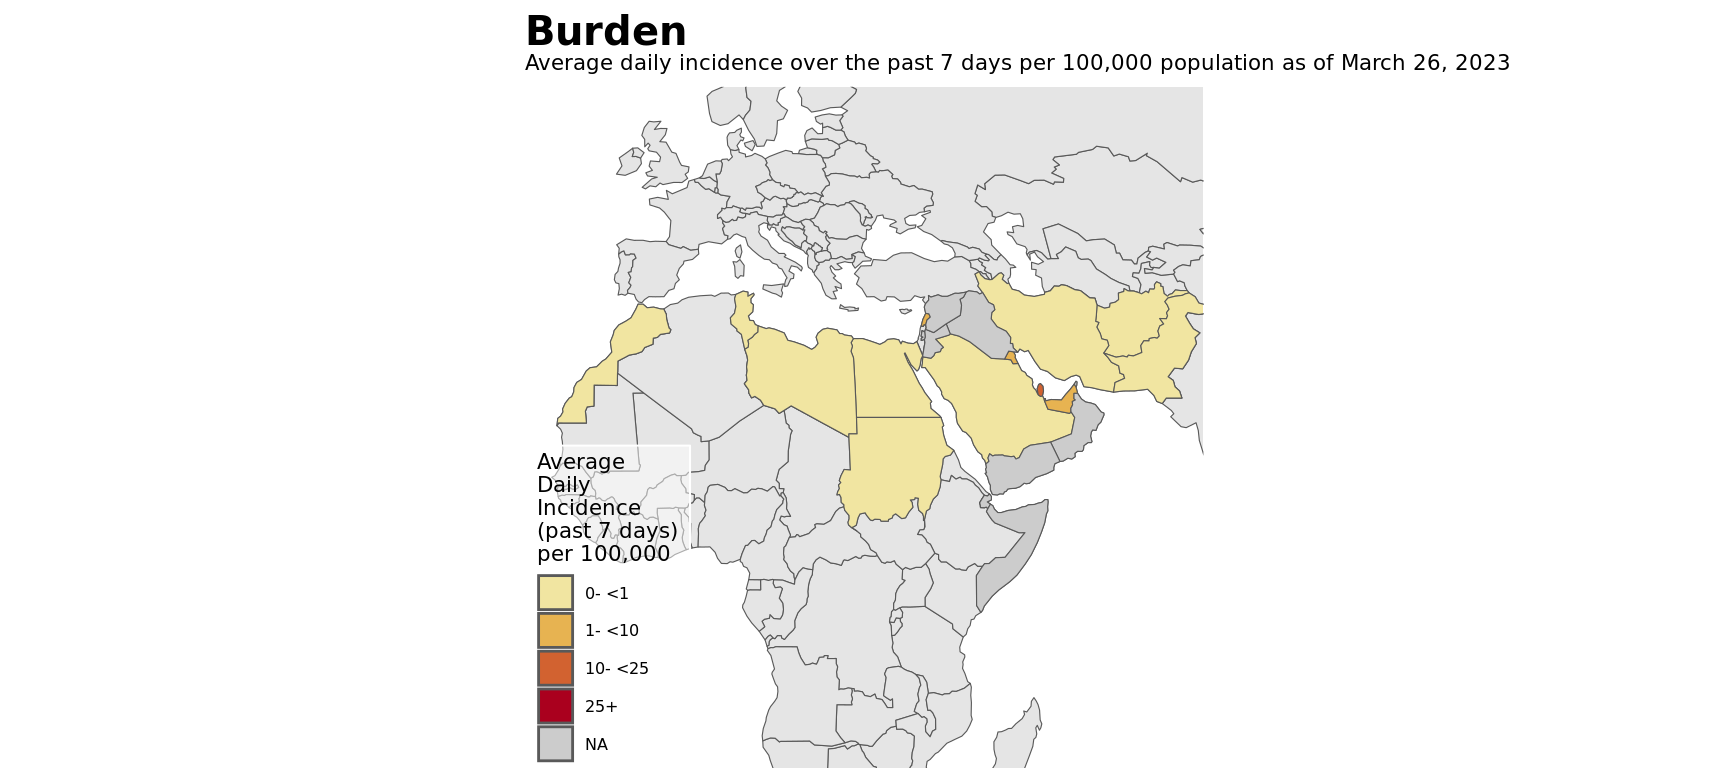 Burden
Average daily incidence over the past 7 days per 100,000 population as of March 26, 2023
Average
Daily
Incidence
(past 7 days)
per 100,000
0- <1
1- <10
10- <25
25+
NA